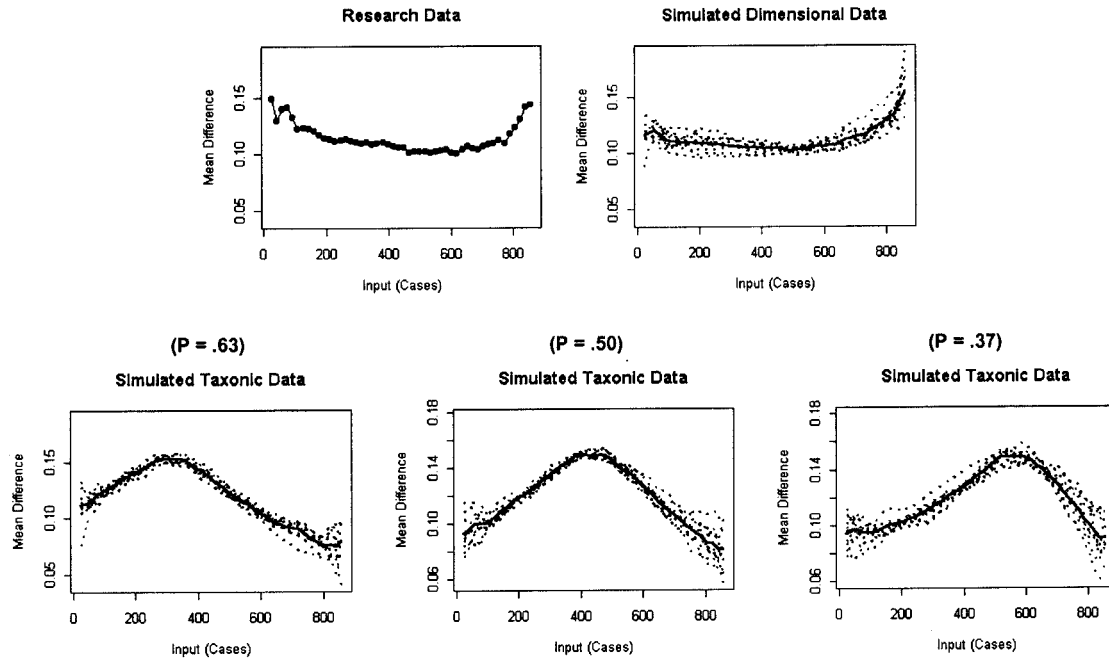 Research Data
Mean Difference
0.05 0.10 0.15
0 200 400 600 800
Input (Cases)
Simulated Dimensional Data
Mean Difference
0.05 0.10 0.15
0 200 400 600 800
Input (Cases)
(P = .63)
Simulated Taxonic Data
Mean Difference
0.05 0.10 0.15
0 200 400 600 800
Input (Cases)
(P = .50)
Simulated Taxonic Data
Mean Difference
0.06 0.10 0.14 0.18
0 200 400 600 800
Input (Cases)
(P = .37)
Simulated Taxonic Data
Mean Difference
0.06 0.10 0.14 0.18
0 200 400 600 800
Input (Cases)